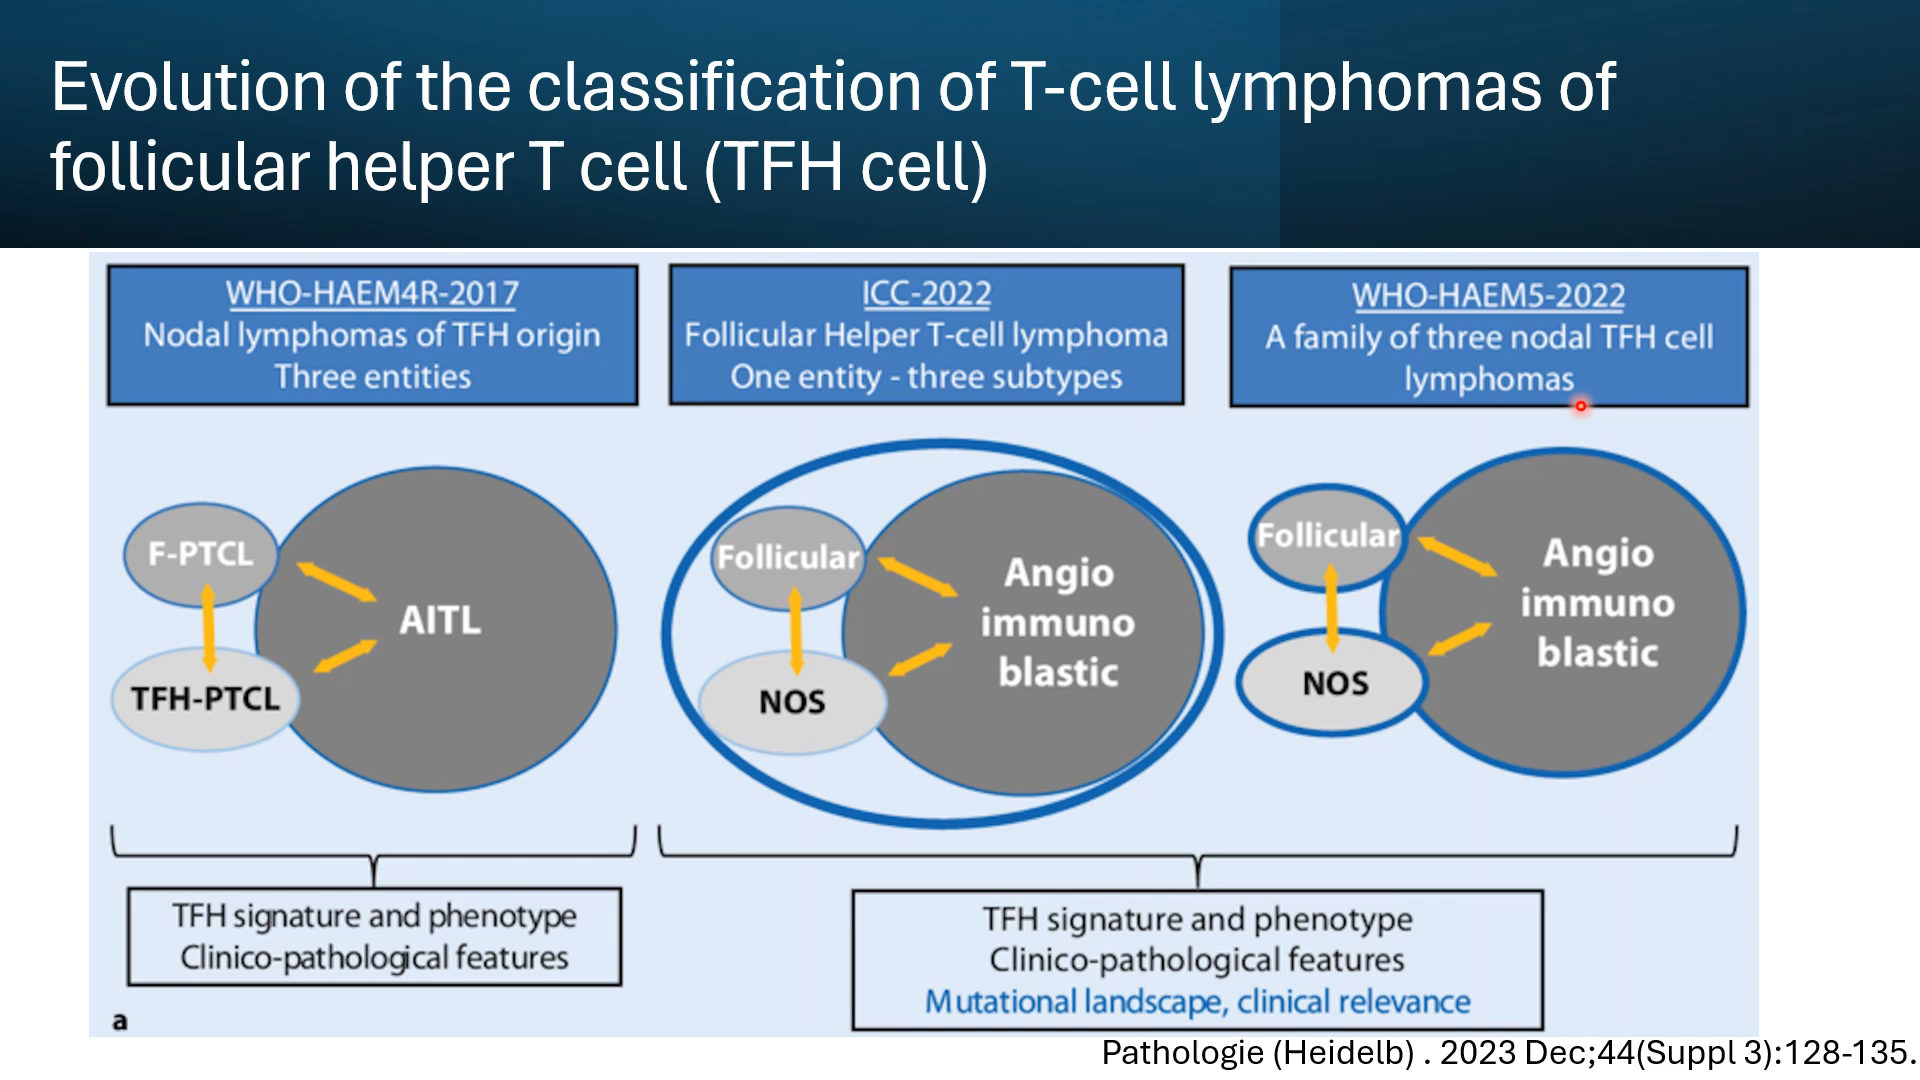 Evolution of the classification of T-cell lymphomas of
follicular helper T cell (TFH cell)
WHO-HAEM4R-2017
Nodal lymphomas of TFH origin
Three entities
ICC-2022
Follicular Helper T-cell lymphoma
One entity - three subtypes
WHO-HAEM5-2022
A family of three nodal TFH cell
lymphomas
F-PTCL
AITL
TFH-PTCL
Follicular
Angio
immuno
blastic
NOS
Follicular
Angio
immuno
blastic
NOS
TFH signature and phenotype
Clinico-pathological features
TFH signature and phenotype
Clinico-pathological features
Mutational landscape, clinical relevance
a
Pathologie (Heidelb) . 2023 Dec;44(Suppl 3):128-135.